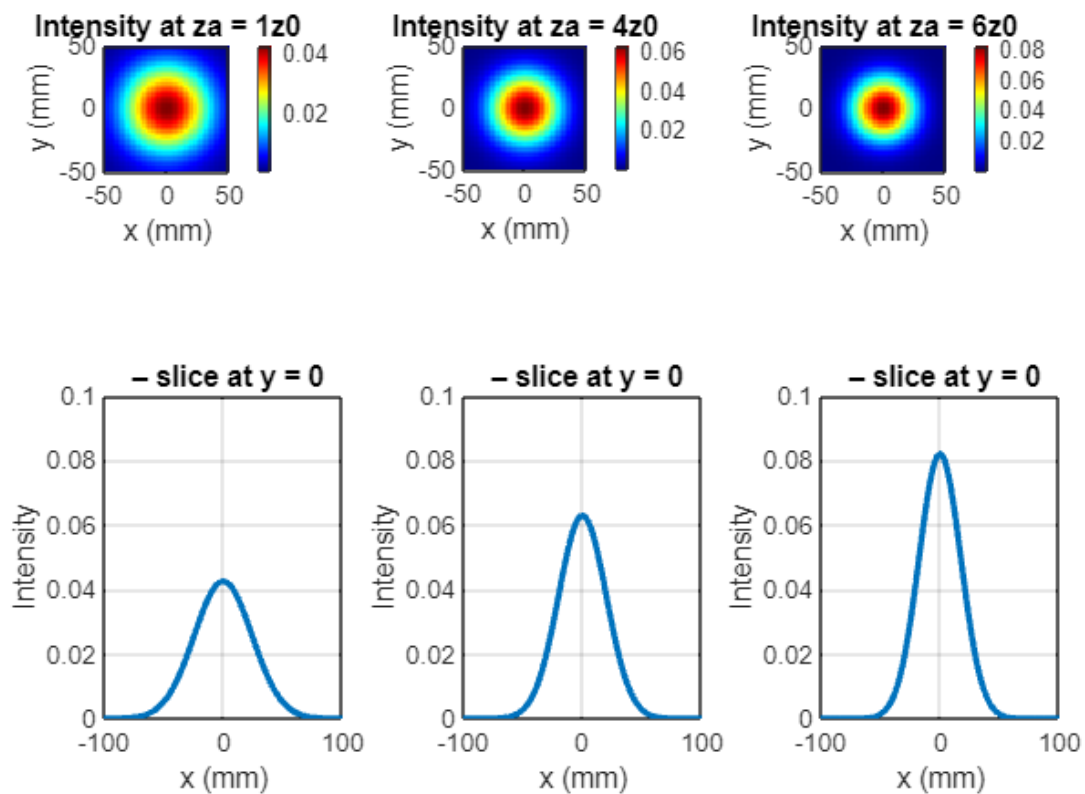 Intensity at za = 1z0
50
0
-50
y (mm)
-50 0 50
x (mm)
0.04
0.02
Intensity at za = 4z0
50
0
-50
y (mm)
-50 0 50
x (mm)
0.06
0.04
0.02
Intensity at za = 6z0
50
0
-50
y (mm)
-50 0 50
x (mm)
0.08
0.06
0.04
0.02
– slice at y = 0
0.1
0.08
0.06
0.04
0.02
0
Intensity
-100 0 100
x (mm)
– slice at y = 0
0.1
0.08
0.06
0.04
0.02
0
Intensity
-100 0 100
x (mm)
– slice at y = 0
0.1
0.08
0.06
0.04
0.02
0
Intensity
-100 0 100
x (mm)